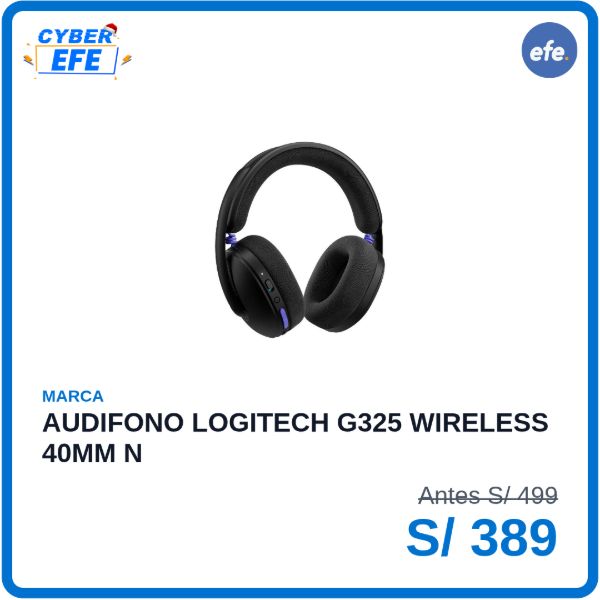 CYBER
EFE
efe.
MARCA
AUDIFONO LOGITECH G325 WIRELESS
40MM N
Antes S/ 499
S/ 389